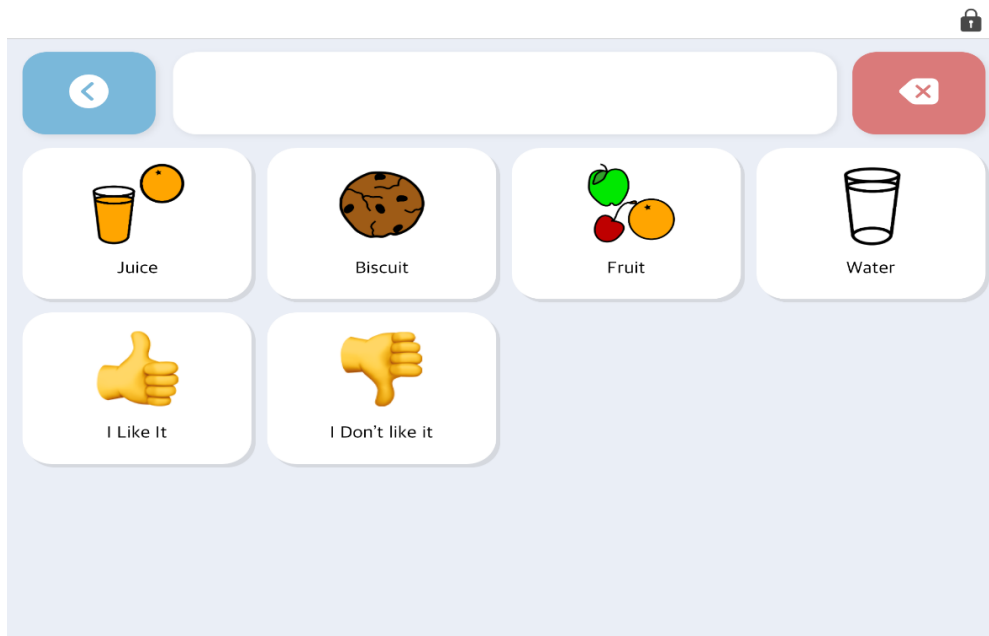 Juice
Biscuit
Fruit
Water
I Like It
I Don't like it